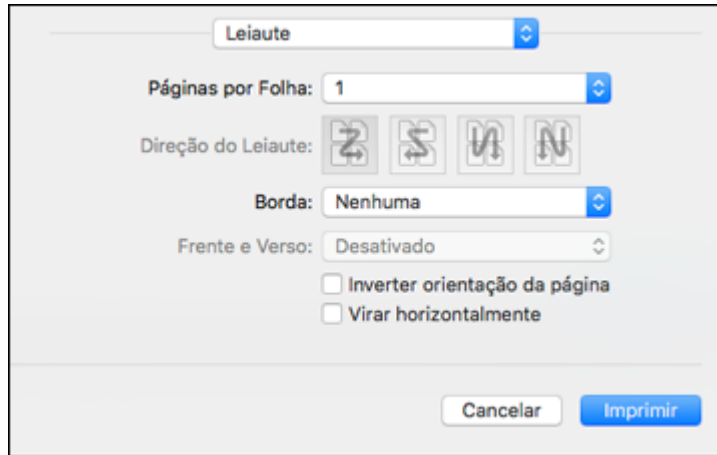 Leiaute
Páginas por Folha: 1
Direção do Leiaute:
Borda: Nenhuma
Frente e Verso: Desativado
Inverter orientação da página
Virar horizontalmente
Cancelar Imprimir